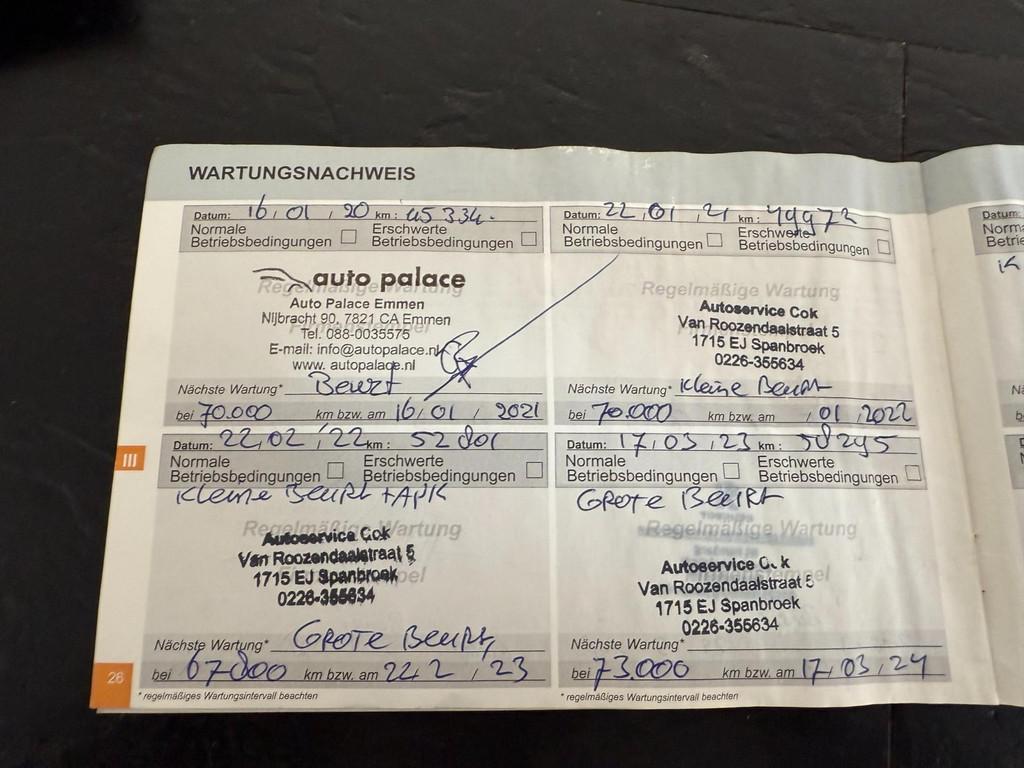 WARTUNGSNACHWEIS
Datum: 16,01,20 km: 45334.
Normale Betriebsbedingungen
Erschwerte Betriebsbedingungen
auto palace
Regelmäßige Wartung
Auto Palace Emmen
Nijbracht 90, 7821 CA Emmen
Tel. 088-0035575
E-mail: info@autopalace.nl
www. autopalace.nl
Nächste Wartung* Beurt
bei 70.000 km bzw. am 16,01, 2021
Datum: 22,01,21 km: 49972
Normale Betriebsbedingungen
Erschwerte Betriebsbedingungen
Regelmäßige Wartung
Autoservice Cok
Van Roozendaalstraat 5
1715 EJ Spanbroek
0226-355634
Nächste Wartung* Kleine Beurt
bei 70.000 km bzw. am ,01,2022
III
Datum: 22,02,'22 km: 52801
Normale Betriebsbedingungen
Erschwerte Betriebsbedingungen
Kleine Beurt + APK
Regelmäßige Wartung
Autoservice Cok
Van Roozendaalstraat 5
1715 EJ Spanbroek
0226-355634
Nächste Wartung* GROTE Beurt,
bei 67800 km bzw. am 22,2,'23
* regelmäßiges Wartungsintervall beachten
Datum: 17,03,23 km: 58295
Normale Betriebsbedingungen
Erschwerte Betriebsbedingungen
GROTE Beurt
Regelmäßige Wartung
Autoservice Cok
Van Roozendaalstraat 5
1715 EJ Spanbroek
0226-355634
Nächste Wartung*
bei 73.000 km bzw. am 17,03,24
* regelmäßiges Wartungsintervall beachten
26
Datum: